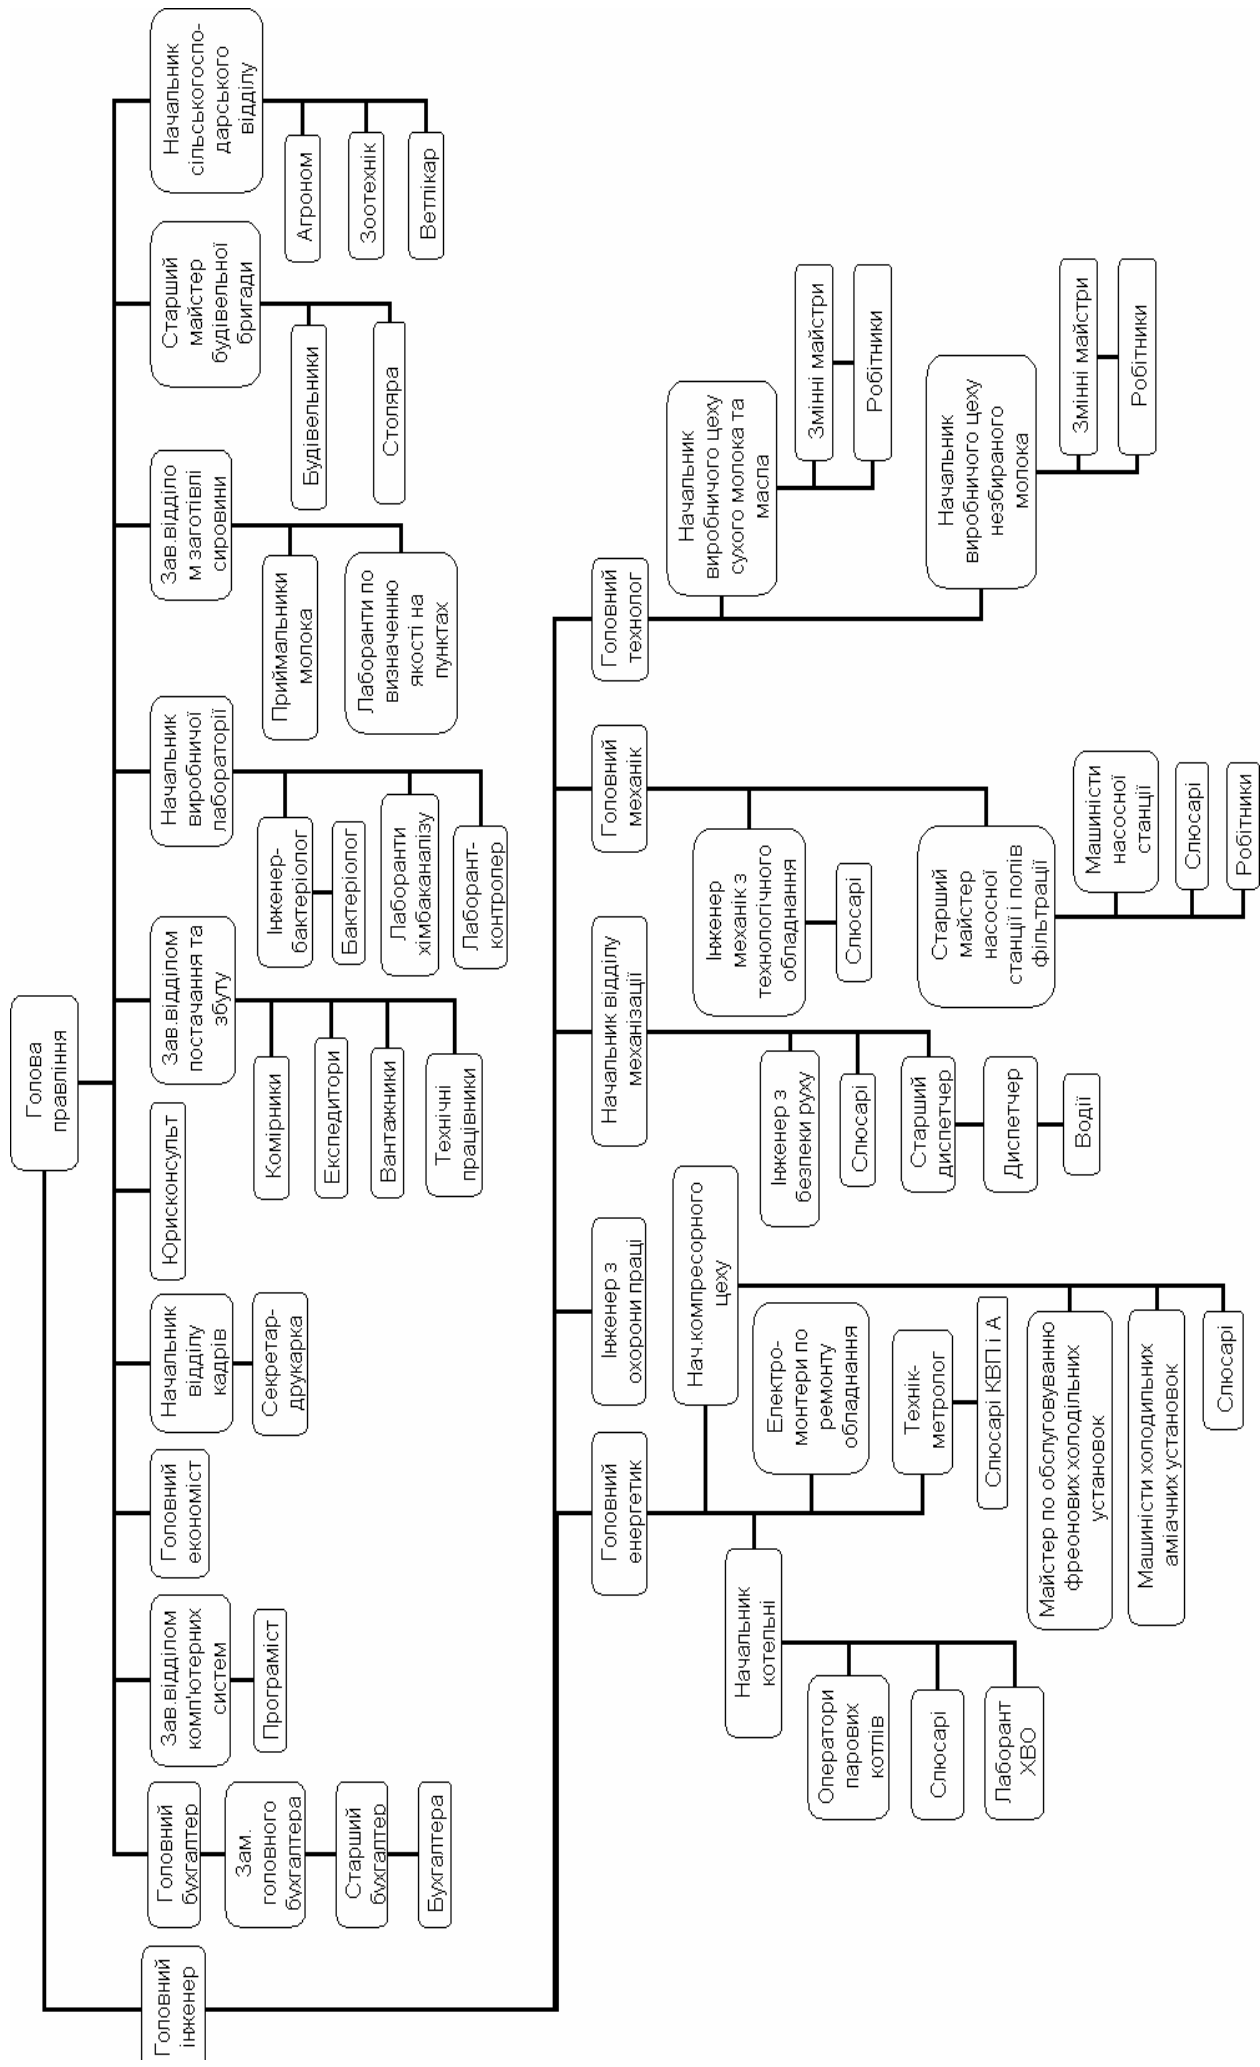 Голова
правління
Головний
інженер
Головний
бухгалтер
Зам.
головного
бухгалтера
Старший
бухгалтер
Бухгалтера
Зав.відділом
комп'ютерних
систем
Програміст
Головний
економіст
Начальник
відділу
кадрів
Секретар-
друкарка
Юрисконсульт
Зав.відділом
постачання та
збуту
Комірники
Експедитори
Вантажники
Технічні
працівники
Начальник
виробничої
лабораторії
Інженер-
бактеріолог
Бактеріолог
Лаборанти
хімбаканалізу
Лаборант-
контролер
Зав.відділо
м заготівлі
сировини
Приймальники
молока
Лаборанти по
визначенню
якості на
пунктах
Старший
майстер
будівельної
бригади
Будівельники
Столяра
Начальник
сільськогоспо-
дарського
відділу
Агроном
Зоотехнік
Ветлікар
Головний
енергетик
Начальник
котельні
Оператори
парових
котлів
Слюсарі
Лаборант
ХВО
Нач.компресорного
цеху
Електро-
монтери по
ремонту
обладнання
Технік-
метролог
Слюсарі КВП і А
Майстер по обслуговуванню
фреонових холодільних
установок
Машиністи холодильних
аміачних установок
Слюсарі
Інженер з
охорони праці
Начальник відділу
механізації
Інженер з
безпеки руху
Слюсарі
Старший
диспетчер
Диспетчер
Водії
Головний
механік
Інженер
механік з
технологічного
обладнання
Слюсарі
Старший
майстер
насосної
станції і полів
фільтрації
Машиністи
насосної
станції
Слюсарі
Робітники
Головний
технолог
Начальник
виробничого цеху
сухого молока та
масла
Змінні майстри
Робітники
Начальник
виробничого цеху
незбираного
молока
Змінні майстри
Робітники